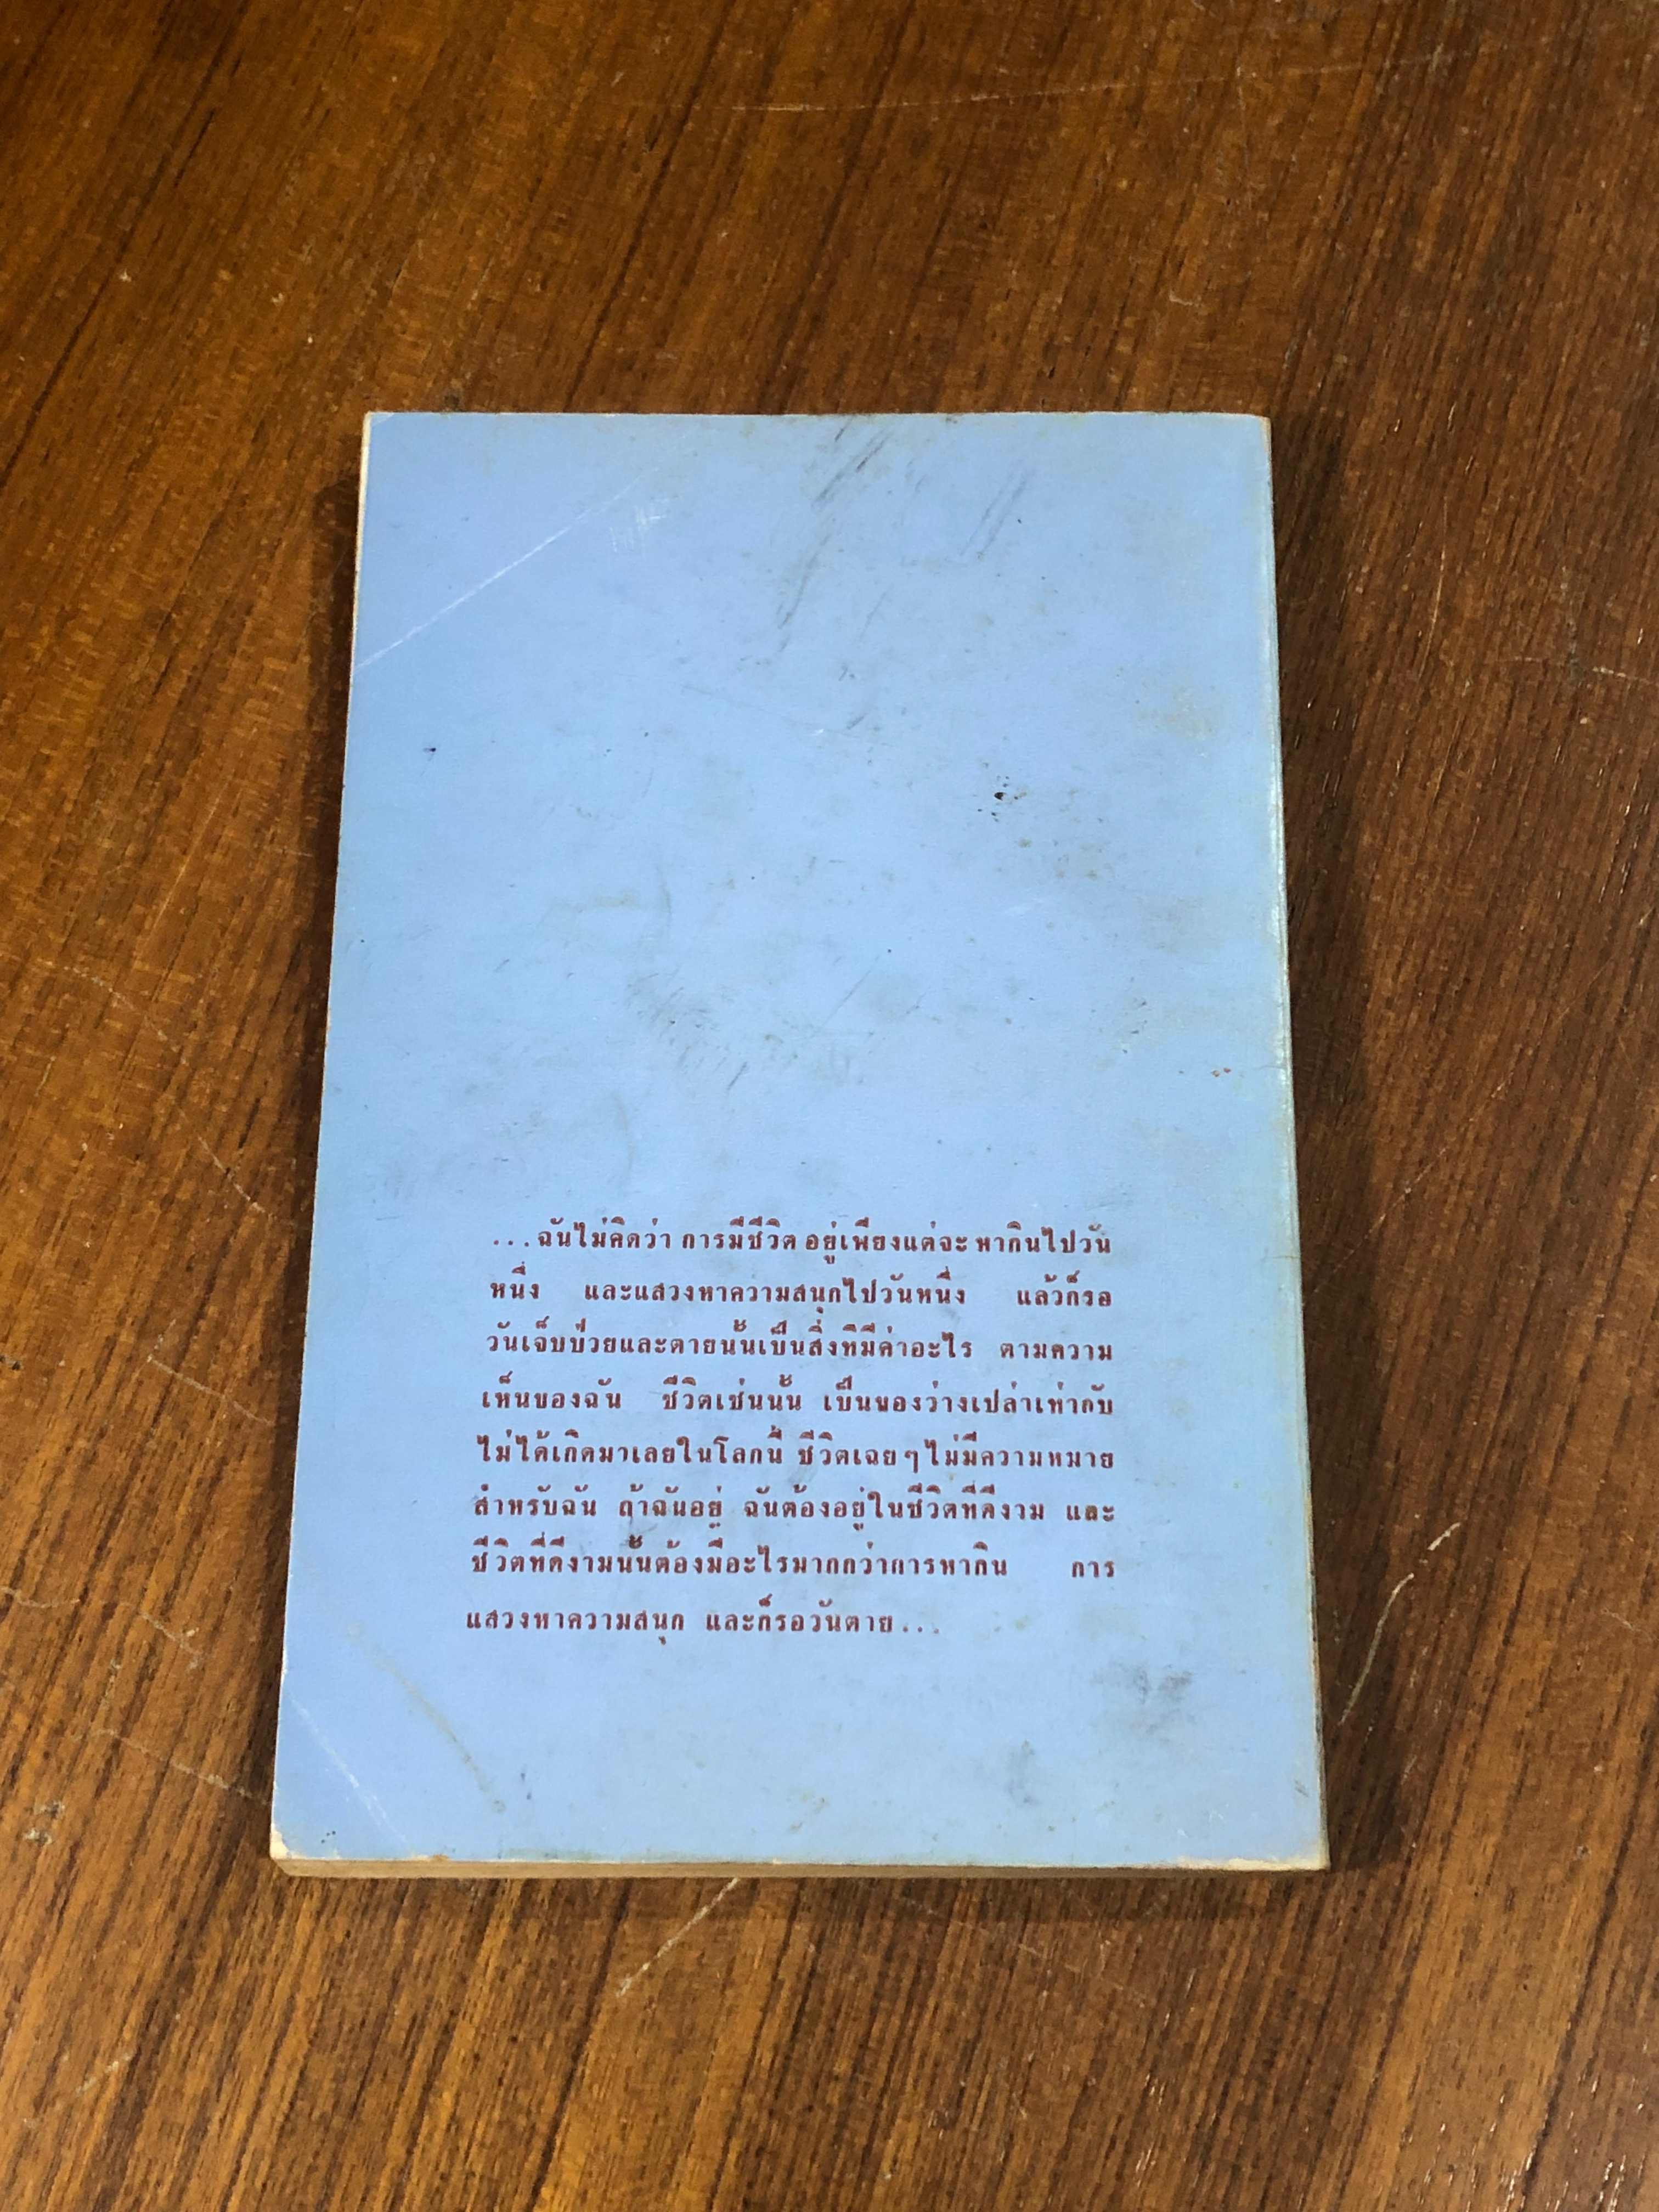 ...ฉันไม่คิดว่า การมีชีวิต อยู่เพียงแต่จะ หากินไปวัน
หนึ่ง และแสวงหาความสนุกไปวันหนึ่ง แล้วก็รอ
วันเจ็บป่วยและตายนั้นเป็นสิ่งที่มีค่าอะไร ตามความ
เห็นของฉัน ชีวิตเช่นนั้น เป็นของว่างเปล่าเท่ากับ
ไม่ได้เกิดมาเลยในโลกนี้ ชีวิตเฉยๆ ไม่มีความหมาย
สำหรับฉัน ถ้าฉันอยู่ ฉันต้องอยู่ในชีวิตที่ดีงาม และ
ชีวิตที่ดีงามนั้นต้องมีอะไรมากกว่าการหากิน การ
แสวงหาความสนุก และก็รอวันตาย...